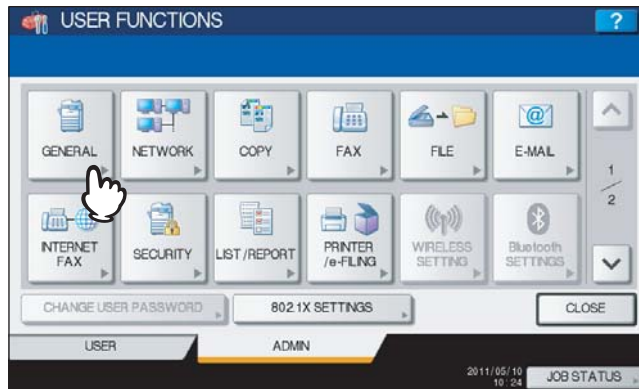 USER FUNCTIONS
?
GENERAL
NETWORK
COPY
FAX
FILE
E-MAIL
1
2
INTERNET
FAX
SECURITY
LIST/REPORT
PRINTER
/e-FILING
WIRELESS
SETTING
Bluetooth
SETTINGS
CHANGE USER PASSWORD
802.1X SETTINGS
CLOSE
USER
ADMIN
2011/05/10
10:24
JOB STATUS